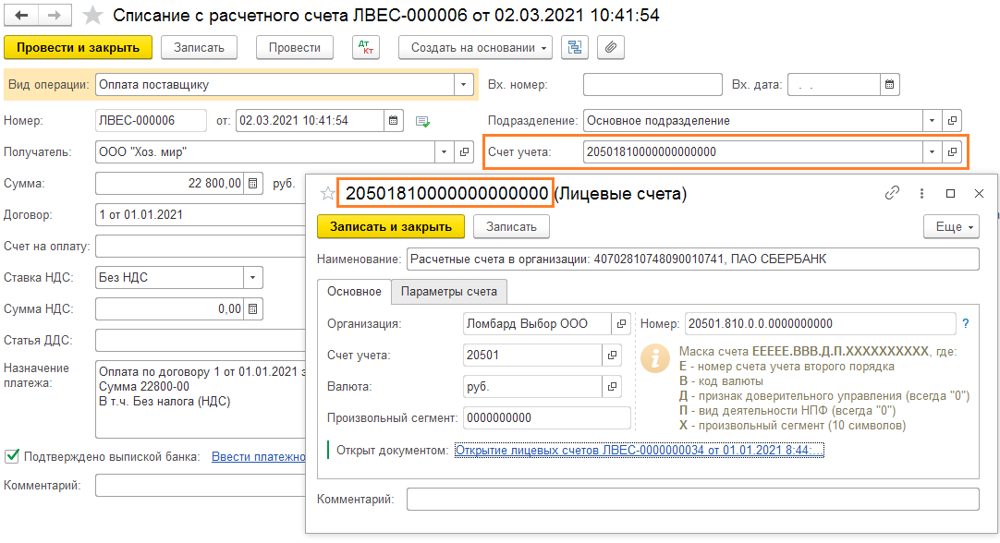 Списание с расчетного счета ЛВЕС-000006 от 02.03.2021 10:41:54
Провести и закрыть Записать Провести Дт Кт Создать на основании
Вид операции: Оплата поставщику Вх. номер: Вх. дата: . .
Номер: ЛВЕС-000006 от: 02.03.2021 10:41:54 Подразделение: Основное подразделение
Получатель: ООО "Хоз. мир" Счет учета: 20501810000000000000
Сумма: 22 800,00 руб.
Договор: 1 от 01.01.2021
Счет на оплату:
Ставка НДС: Без НДС
Сумма НДС: 0,00
Статья ДДС:
Назначение платежа:
Оплата по договору 1 от 01.01.2021
Сумма 22800-00
В т.ч. Без налога (НДС)
Подтверждено выпиской банка: Ввести платежно
Комментарий:
20501810000000000000 (Лицевые счета)
Записать и закрыть Записать Еще
Наименование: Расчетные счета в организации: 40702810748090010741, ПАО СБЕРБАНК
Основное Параметры счета
Организация: Ломбард Выбор ООО Номер: 20501.810.0.0.0000000000 ?
Счет учета: 20501
Валюта: руб.
Произвольный сегмент: 0000000000
Маска счета ЕЕЕЕЕ.ВВВ.Д.П.ХХХХХХХХХХ, где:
Е - номер счета учета второго порядка
В - код валюты
Д - признак доверительного управления (всегда "0")
П - вид деятельности НПФ (всегда "0")
Х - произвольный сегмент (10 символов)
Открыт документом: Открытие лицевых счетов ЛВЕС-0000000034 от 01.01.2021 8:44:...
Комментарий: